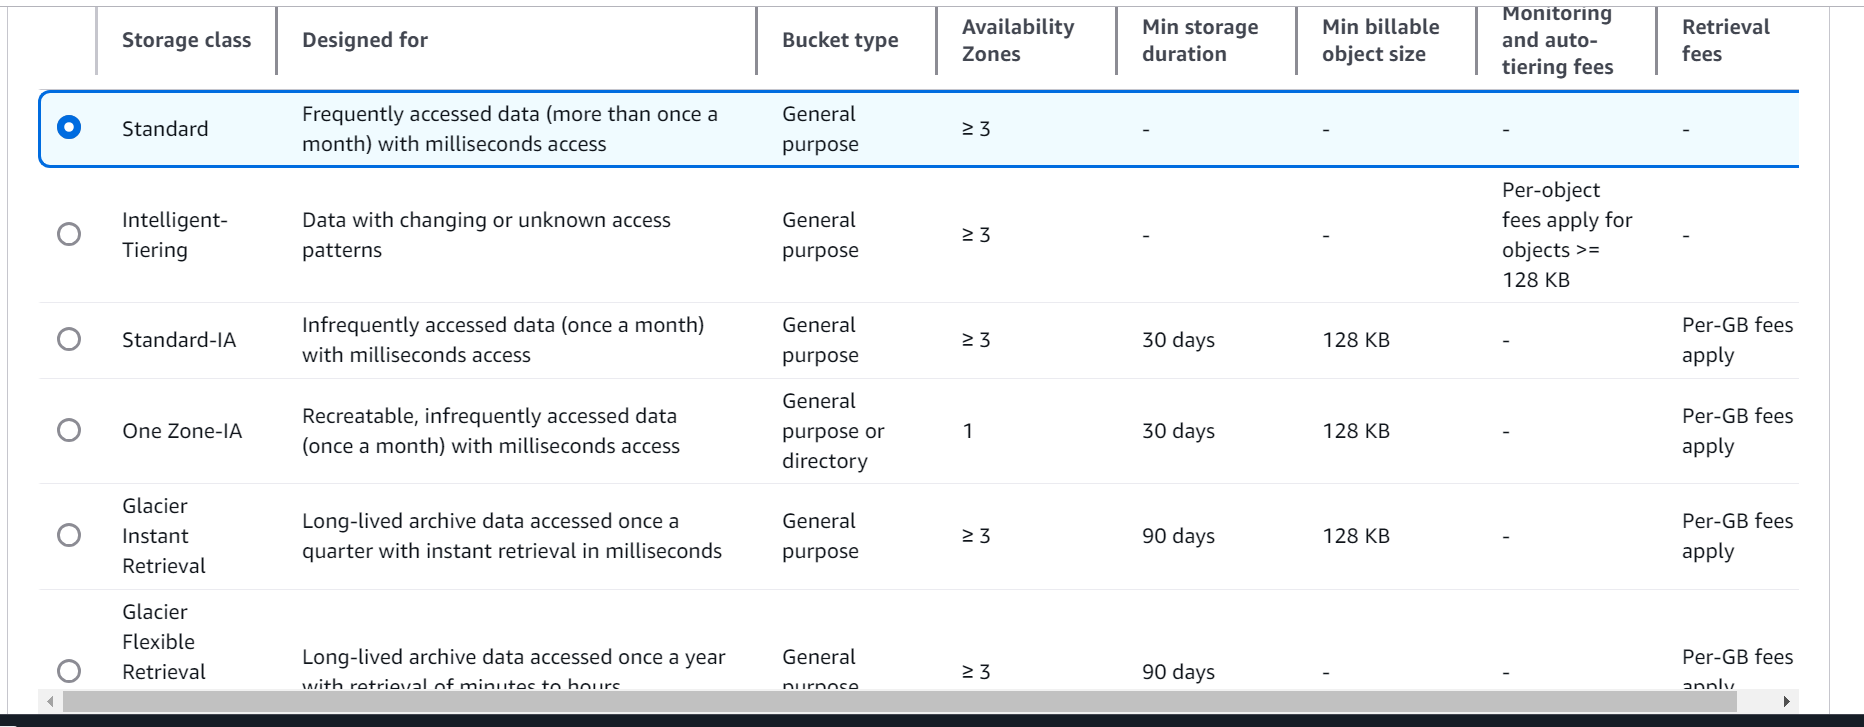 Storage class
Designed for
Bucket type
Availability
Zones
Min storage
duration
Min billable
object size
Monitoring
and auto-
tiering fees
Retrieval
fees
Standard
Frequently accessed data (more than once a
month) with milliseconds access
General
purpose
≥ 3
-
-
-
-
Intelligent-
Tiering
Data with changing or unknown access
patterns
General
purpose
≥ 3
-
-
Per-object
fees apply for
objects >=
128 KB
-
Standard-IA
Infrequently accessed data (once a month)
with milliseconds access
General
purpose
≥ 3
30 days
128 KB
-
Per-GB fees
apply
One Zone-IA
Recreatable, infrequently accessed data
(once a month) with milliseconds access
General
purpose or
directory
1
30 days
128 KB
-
Per-GB fees
apply
Glacier
Instant
Retrieval
Long-lived archive data accessed once a
quarter with instant retrieval in milliseconds
General
purpose
≥ 3
90 days
128 KB
-
Per-GB fees
apply
Glacier
Flexible
Retrieval
Long-lived archive data accessed once a year
with retrieval of minutes to hours
General
purpose
≥ 3
90 days
-
-
Per-GB fees
apply